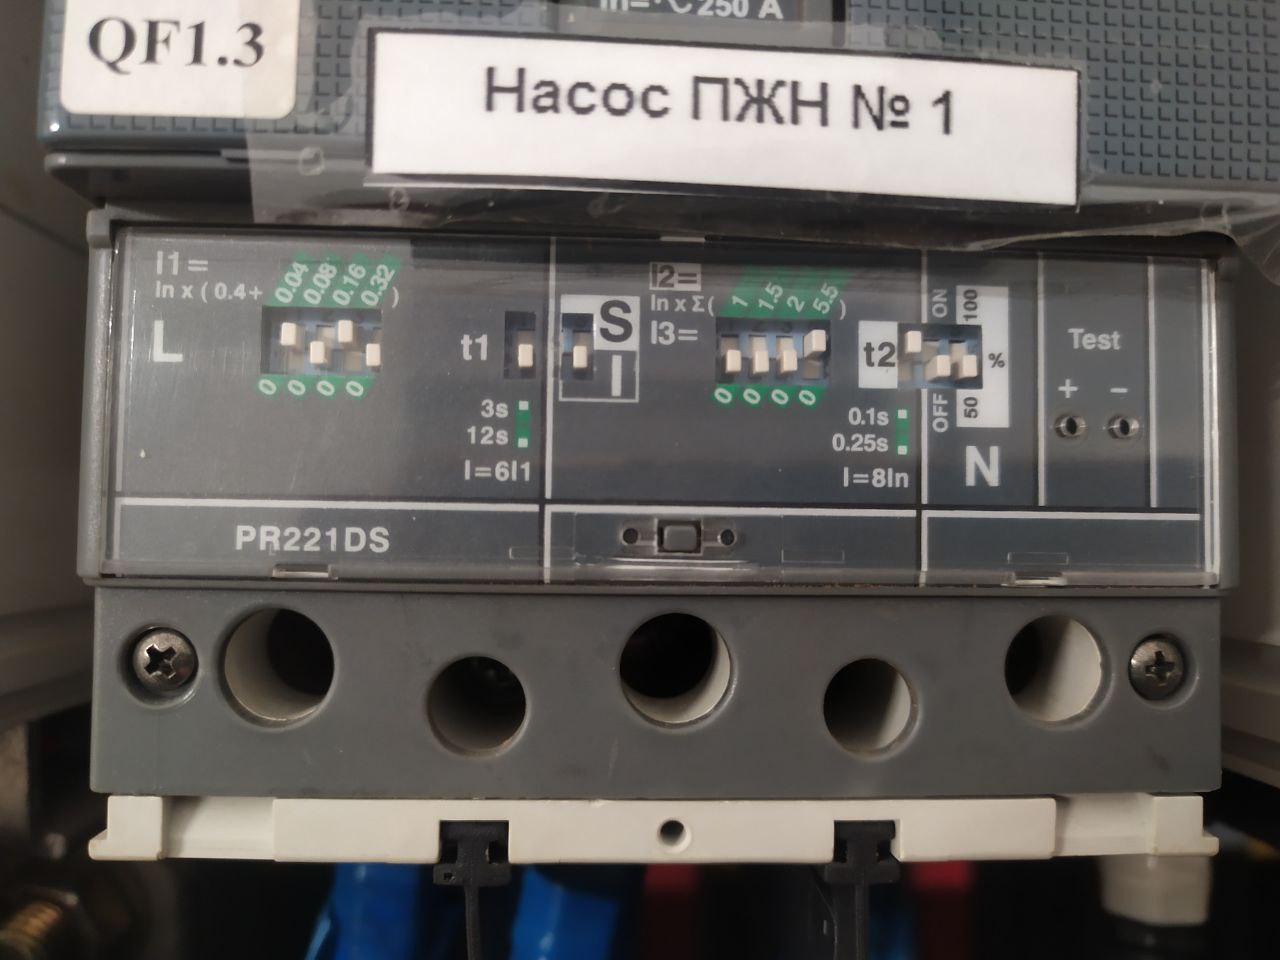 250 A
QF1.3
Насос ПЖН № 1
I1=
In x ( 0.4+ 0.04 0.08 0.16 0.32 )
0 0 0 0
L
t1
3s
12s
I=6I1
S
I
I2=
In x Σ( 1 1.5 2 5.5 )
I3=
0 0 0 0
t2
0.1s
0.25s
I=8In
ON
OFF
100
50
%
N
Test
+ −
PR221DS